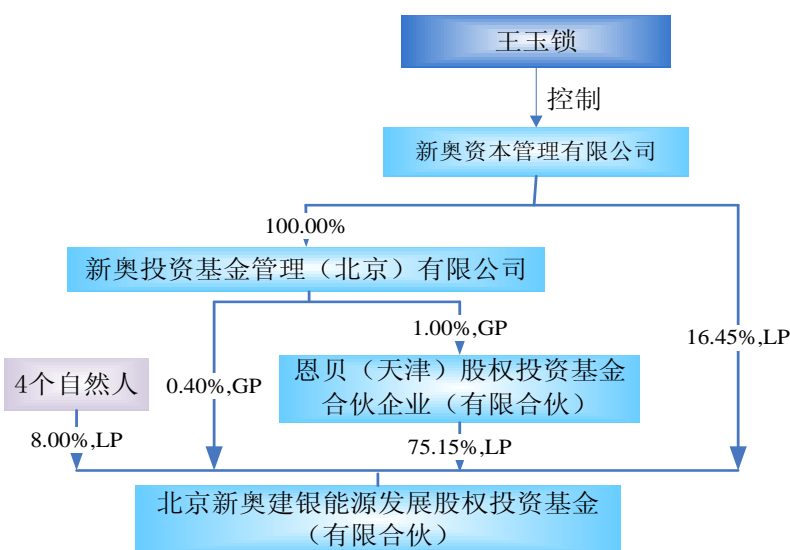 王玉锁
控制
新奥资本管理有限公司
100.00%
新奥投资基金管理（北京）有限公司
1.00%,GP
16.45%,LP
4个自然人
0.40%,GP
恩贝（天津）股权投资基金
合伙企业（有限合伙）
8.00%,LP
75.15%,LP
北京新奥建银能源发展股权投资基金
（有限合伙）